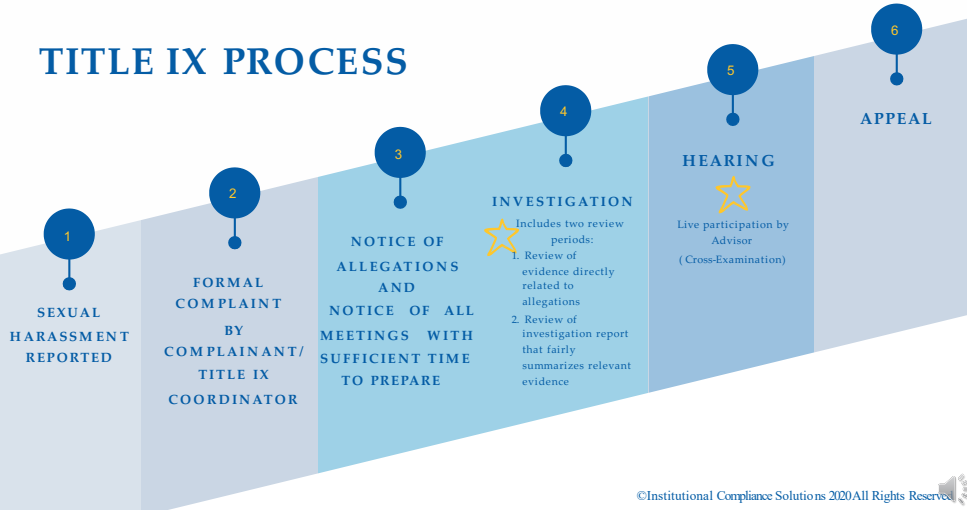 TITLE IX PROCESS
1
SEXUAL
HARASSMENT
REPORTED
2
FORMAL
COMPLAINT
BY
COMPLAINANT/
TITLE IX
COORDINATOR
3
NOTICE OF
ALLEGATIONS
AND
NOTICE OF ALL
MEETINGS WITH
SUFFICIENT TIME
TO PREPARE
4
INVESTIGATION
Includes two review
periods:
1. Review of
evidence directly
related to
allegations
2. Review of
investigation report
that fairly
summarizes relevant
evidence
5
HEARING
Live participation by
Advisor
( Cross-Examination)
6
APPEAL
©Institutional Compliance Solutions 2020 All Rights Reserved